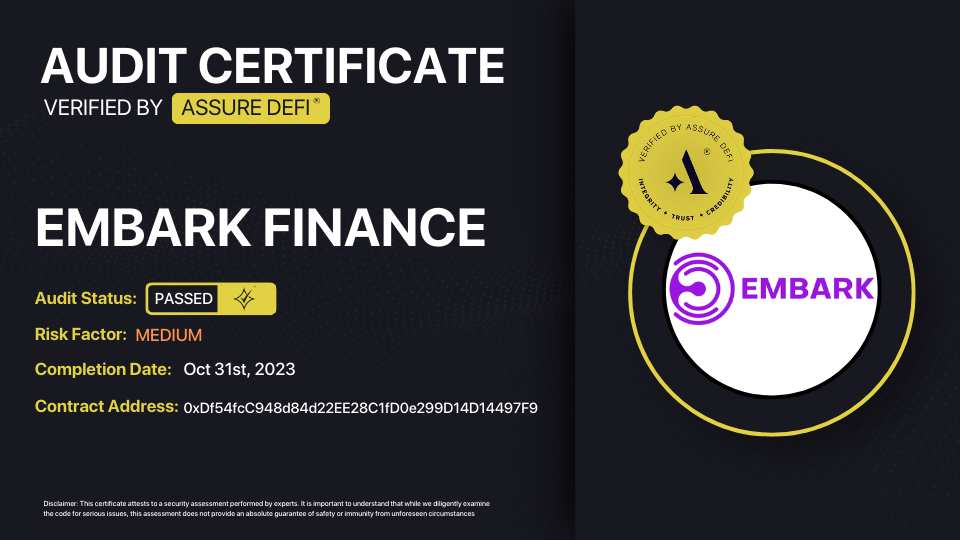 AUDIT CERTIFICATE
VERIFIED BY ASSURE DEFI ®
EMBARK FINANCE
Audit Status: PASSED
Risk Factor: MEDIUM
Completion Date: Oct 31st, 2023
Contract Address: 0xDf54fcC948d84d22EE28C1fD0e299D14D14497F9
Disclaimer: This certificate attests to a security assessment performed by experts. It is important to understand that while we diligently examine
the code for serious issues, this assessment does not provide an absolute guarantee of safety or immunity from unforeseen circumstances
VERIFIED BY ASSURE DEFI
®
INTEGRITY ✦ TRUST ✦ CREDIBILITY
EMBARK